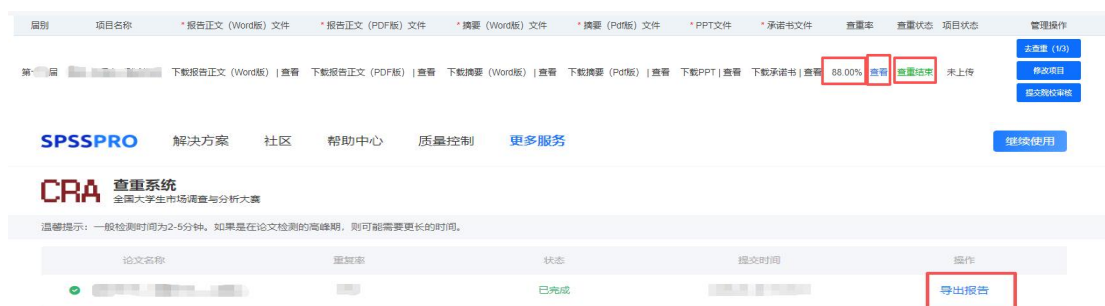 届别 项目名称 *报告正文（Word版）文件 *报告正文（PDF版）文件 *摘要（Word版）文件 *摘要（Pdf版）文件 *PPT文件 *承诺书文件 查重率 查重状态 项目状态 管理操作
去查重（1/3）
第 届 下载报告正文（Word版）|查看 下载报告正文（PDF版）|查看 下载摘要（Word版）|查看 下载摘要（Pdf版）|查看 下载PPT|查看 下载承诺书|查看 88.00% 查看 查重结束 未上传 修改项目
提交院校审核
SPSSPRO 解决方案 社区 帮助中心 质量控制 更多服务 继续使用
CRA 查重系统
全国大学生市场调查与分析大赛
温馨提示：一般检测时间为2-5分钟。如果是在论文检测的高峰期，则可能需要更长的时间。
论文名称 重复率 状态 提交时间 操作
已完成 导出报告